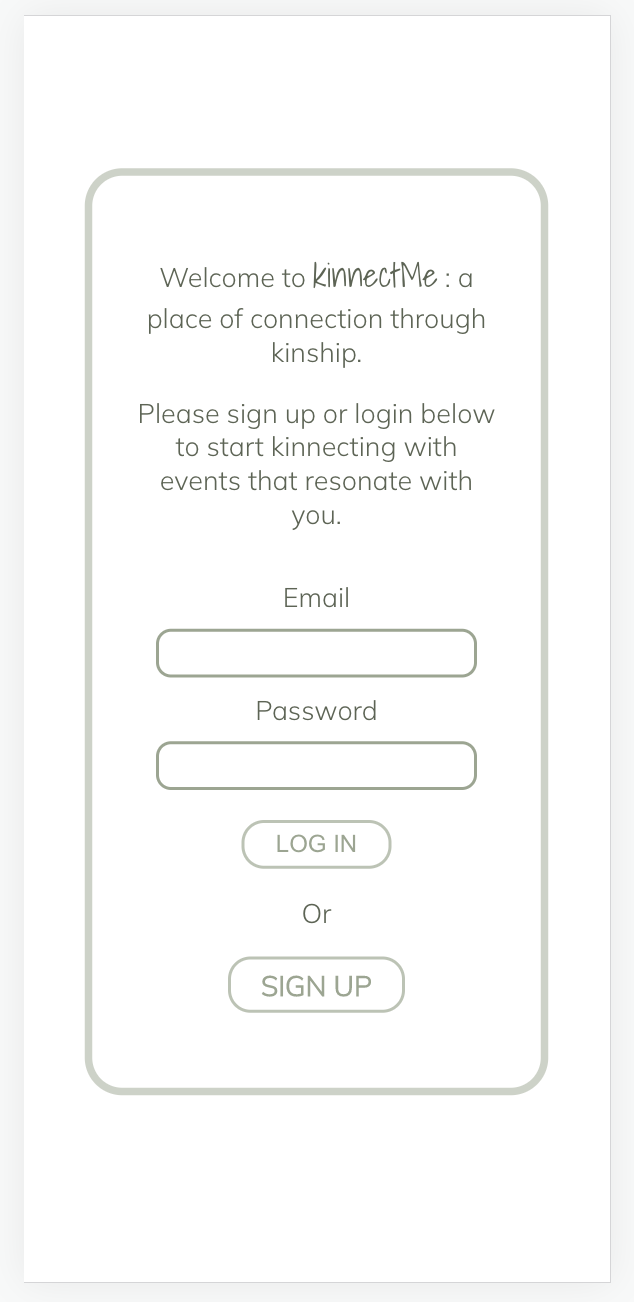 Welcome to kinnectMe : a
place of connection through
kinship.
Please sign up or login below
to start kinnecting with
events that resonate with
you.
Email
Password
LOG IN
Or
SIGN UP